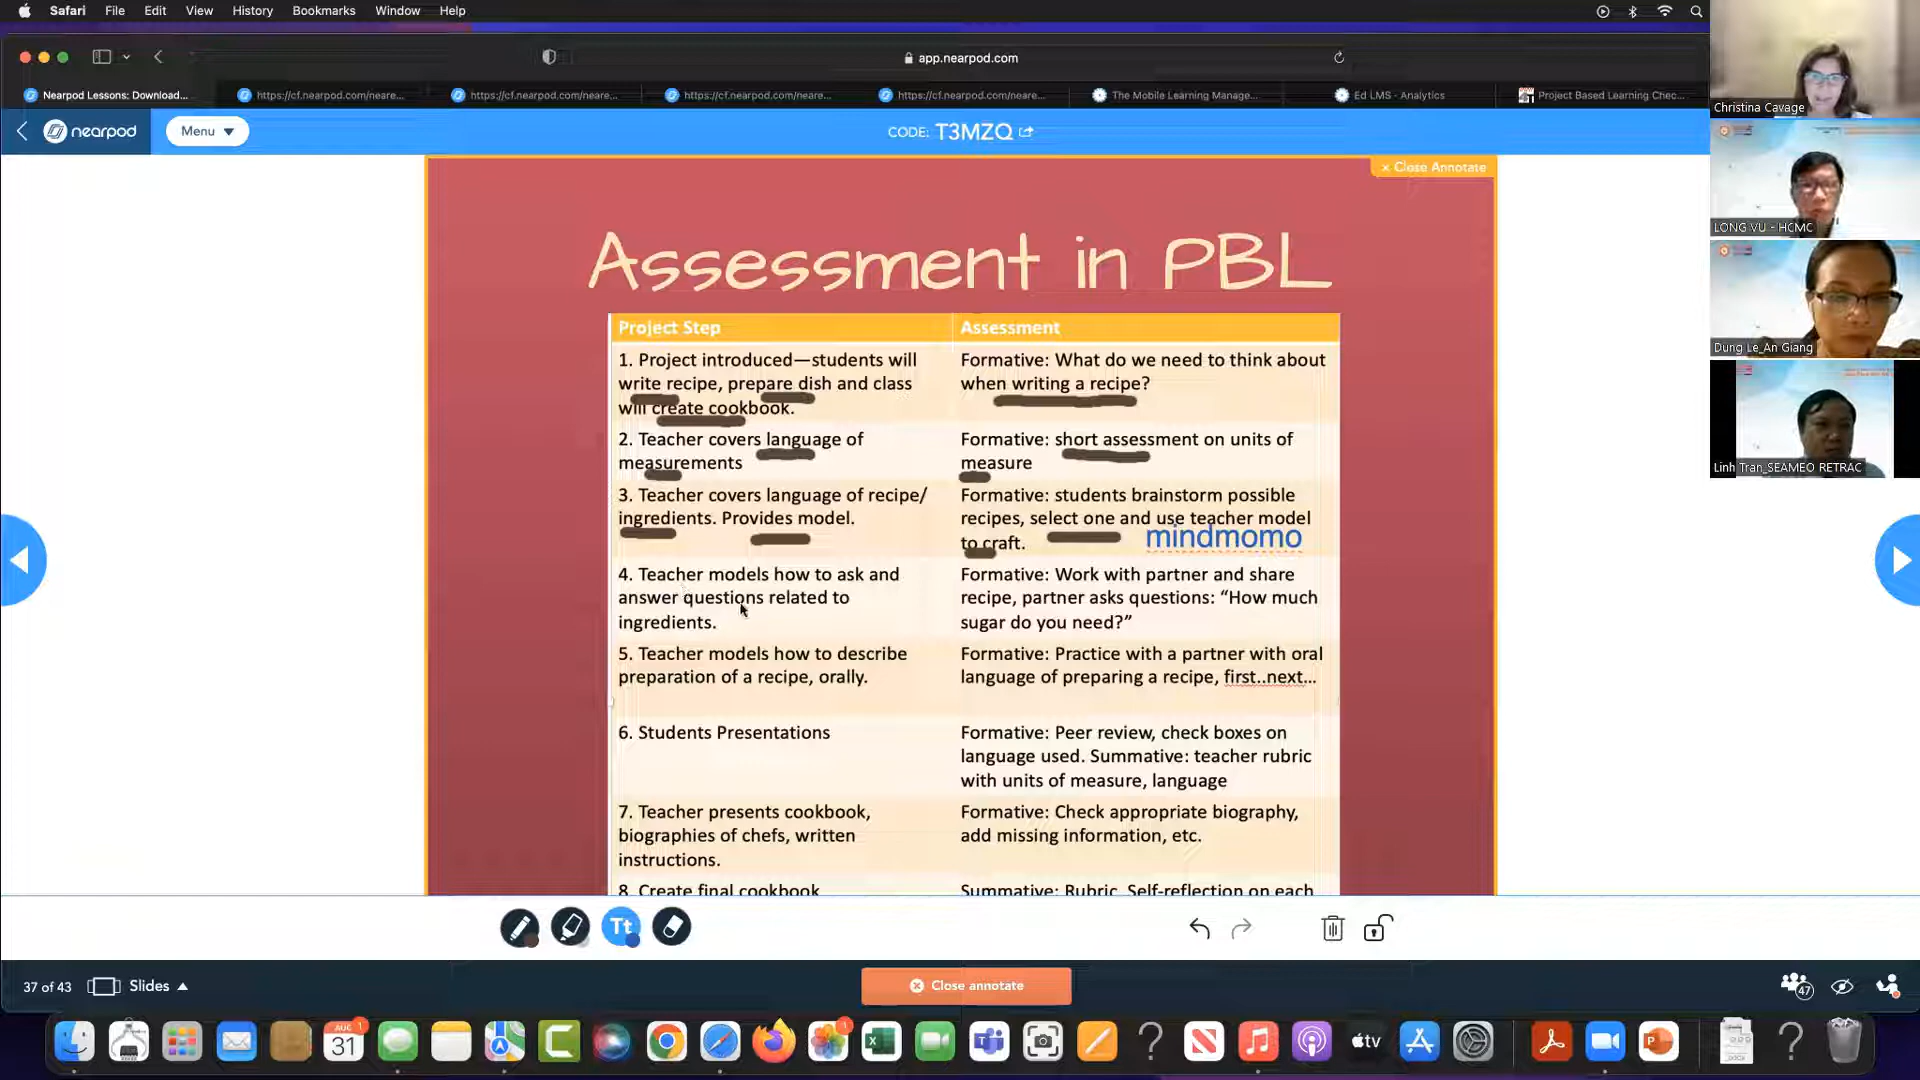 Safari File Edit View History Bookmarks Window Help
app.nearpod.com
Nearpod Lessons: Download...
https://cf.nearpod.com/neare...
https://cf.nearpod.com/neare...
https://cf.nearpod.com/neare...
https://cf.nearpod.com/neare...
The Mobile Learning Manage...
Ed LMS - Analytics
Project Based Learning Chec...
nearpod
Menu
CODE: T3MZQ
× Close Annotate
Assessment in PBL
Project Step
Assessment
1. Project introduced—students will
write recipe, prepare dish and class
will create cookbook.
Formative: What do we need to think about
when writing a recipe?
2. Teacher covers language of
measurements
Formative: short assessment on units of
measure
3. Teacher covers language of recipe/
ingredients. Provides model.
Formative: students brainstorm possible
recipes, select one and use teacher model
to craft.
mindmomo
4. Teacher models how to ask and
answer questions related to
ingredients.
Formative: Work with partner and share
recipe, partner asks questions: “How much
sugar do you need?”
5. Teacher models how to describe
preparation of a recipe, orally.
Formative: Practice with a partner with oral
language of preparing a recipe, first..next...
6. Students Presentations
Formative: Peer review, check boxes on
language used. Summative: teacher rubric
with units of measure, language
7. Teacher presents cookbook,
biographies of chefs, written
instructions.
Formative: Check appropriate biography,
add missing information, etc.
8. Create final cookbook
Summative: Rubric. Self-reflection on each
Tt
37 of 43
Slides
Close annotate
47
Christina Cavage
LONG VU - HCMC
Dung Le_An Giang
Linh Tran_SEAMEO RETRAC
AUG
31
1
1
tv